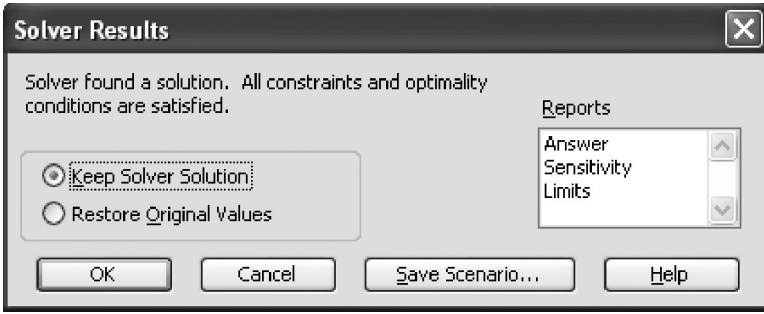 Solver Results
Solver found a solution.  All constraints and optimality
conditions are satisfied.
Reports
Answer
Sensitivity
Limits
Keep Solver Solution
Restore Original Values
OK
Cancel
Save Scenario...
Help